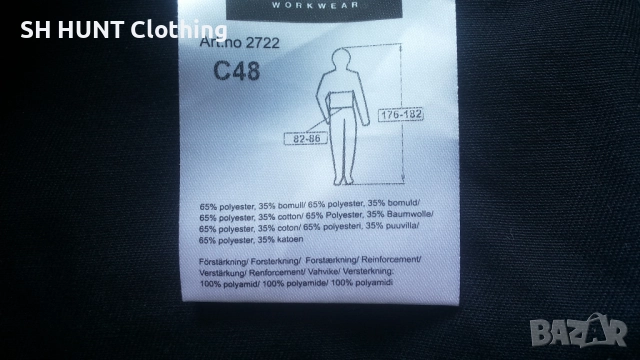 WORKWEAR
SH HUNT Clothing
Art.no 2722
C48
176-182
82-86
65% polyester, 35% bomull/ 65% polyester, 35% bomuld/
65% polyester, 35% cotton/ 65% Polyester, 35% Baumwolle/
65% polyester, 35% coton/ 65% polyesteri, 35% puuvilla/
65% polyester, 35% katoen
Förstärkning/ Forsterkning/ Forstærkning/ Reinforcement/
Verstärkung/ Renforcement/ Vahvike/ Versterkning:
100% polyamid/ 100% polyamide/ 100% polyamidi
BAZAR